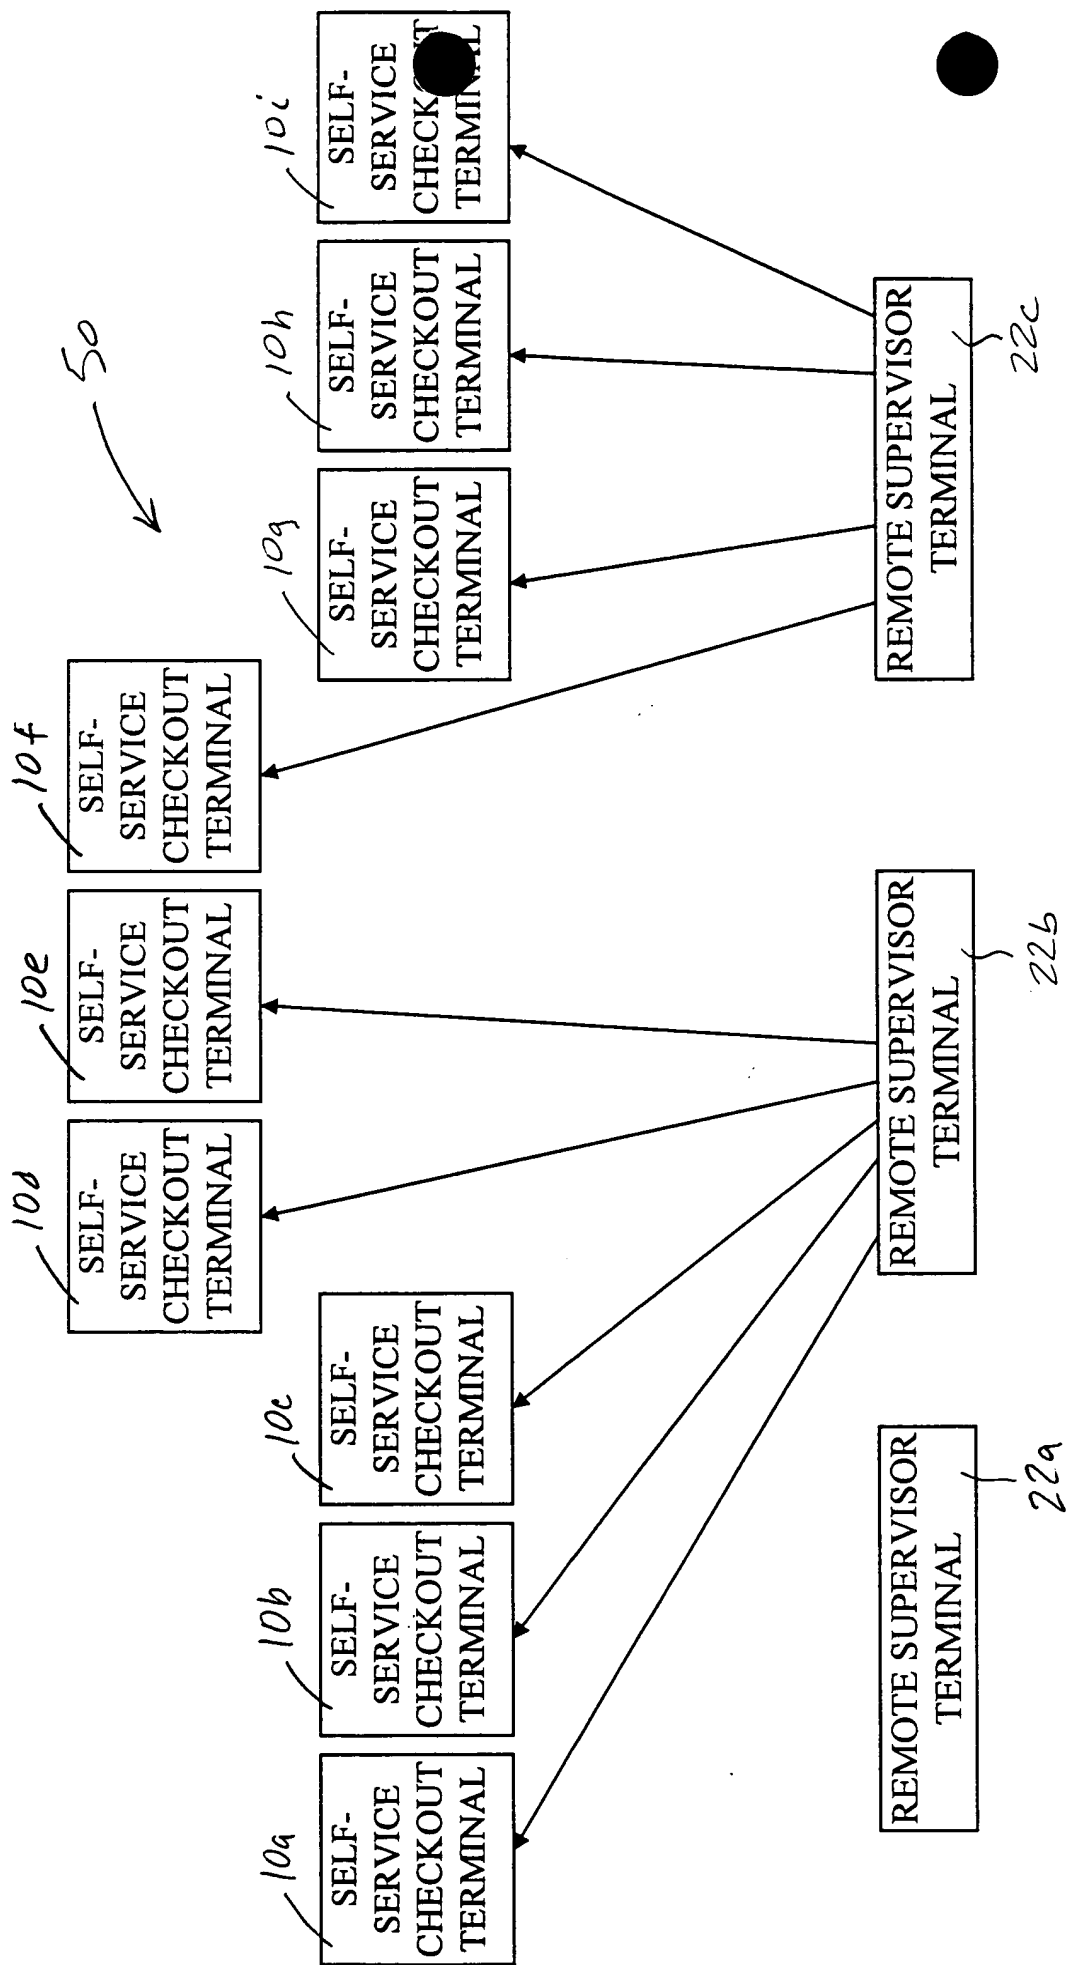 50
10d
10e
10f
SELF-
SERVICE
CHECKOUT
TERMINAL
SELF-
SERVICE
CHECKOUT
TERMINAL
SELF-
SERVICE
CHECKOUT
TERMINAL
10a
10b
10c
10g
10h
10i
SELF-
SERVICE
CHECKOUT
TERMINAL
SELF-
SERVICE
CHECKOUT
TERMINAL
SELF-
SERVICE
CHECKOUT
TERMINAL
SELF-
SERVICE
CHECKOUT
TERMINAL
SELF-
SERVICE
CHECKOUT
TERMINAL
SELF-
SERVICE
CHECKOUT
TERMINAL
REMOTE SUPERVISOR
TERMINAL
REMOTE SUPERVISOR
TERMINAL
REMOTE SUPERVISOR
TERMINAL
22a
22b
22c